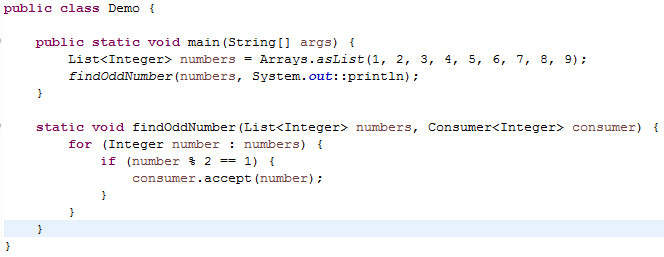 public class Demo {
public static void main(String[] args) {
List<Integer> numbers = Arrays.asList(1, 2, 3, 4, 5, 6, 7, 8, 9);
findOddNumber(numbers, System.out::println);
}
static void findOddNumber(List<Integer> numbers, Consumer<Integer> consumer) {
for (Integer number : numbers) {
if (number % 2 == 1) {
consumer.accept(number);
}
}
}
}